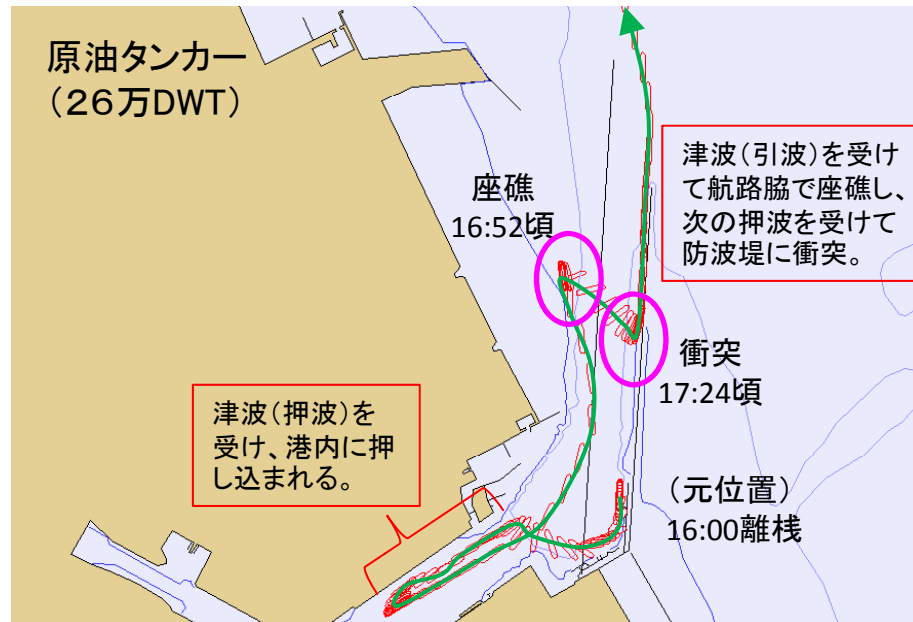 原油タンカー
（２６万DWT）
津波（引波）を受け
て航路脇で座礁し、
次の押波を受けて
防波堤に衝突。
座礁
16:52頃
衝突
17:24頃
津波（押波）を
受け、港内に押
し込まれる。
（元位置）
16:00離桟